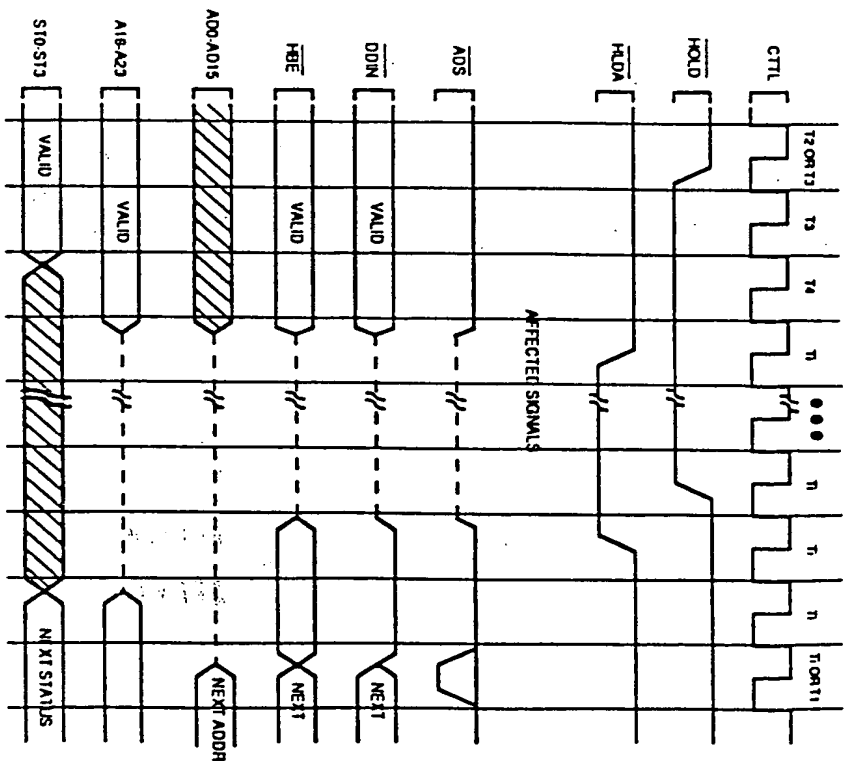 CTTL
T2 OR T3
T3
T4
Ti
Ti
Ti
Ti
Ti OR T1
HOLD
HLDA
AFFECTED SIGNALS
ADS
DDIN
VALID
NEXT
HBE
VALID
NEXT
AD0-AD15
NEXT ADDR
A16-A23
VALID
ST0-ST3
VALID
NEXT STATUS